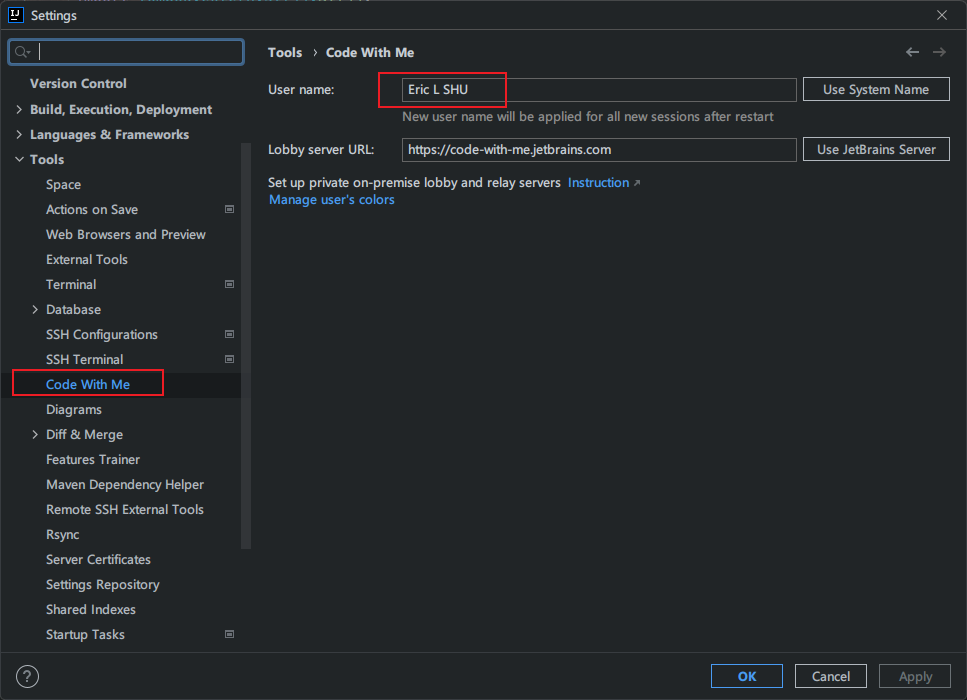 Settings
Version Control
Build, Execution, Deployment
Languages & Frameworks
Tools
Space
Actions on Save
Web Browsers and Preview
External Tools
Terminal
Database
SSH Configurations
SSH Terminal
Code With Me
Diagrams
Diff & Merge
Features Trainer
Maven Dependency Helper
Remote SSH External Tools
Rsync
Server Certificates
Settings Repository
Shared Indexes
Startup Tasks
Tools › Code With Me
User name: Eric L SHU Use System Name
New user name will be applied for all new sessions after restart
Lobby server URL: https://code-with-me.jetbrains.com Use JetBrains Server
Set up private on-premise lobby and relay servers Instruction ↗
Manage user's colors
? OK Cancel Apply